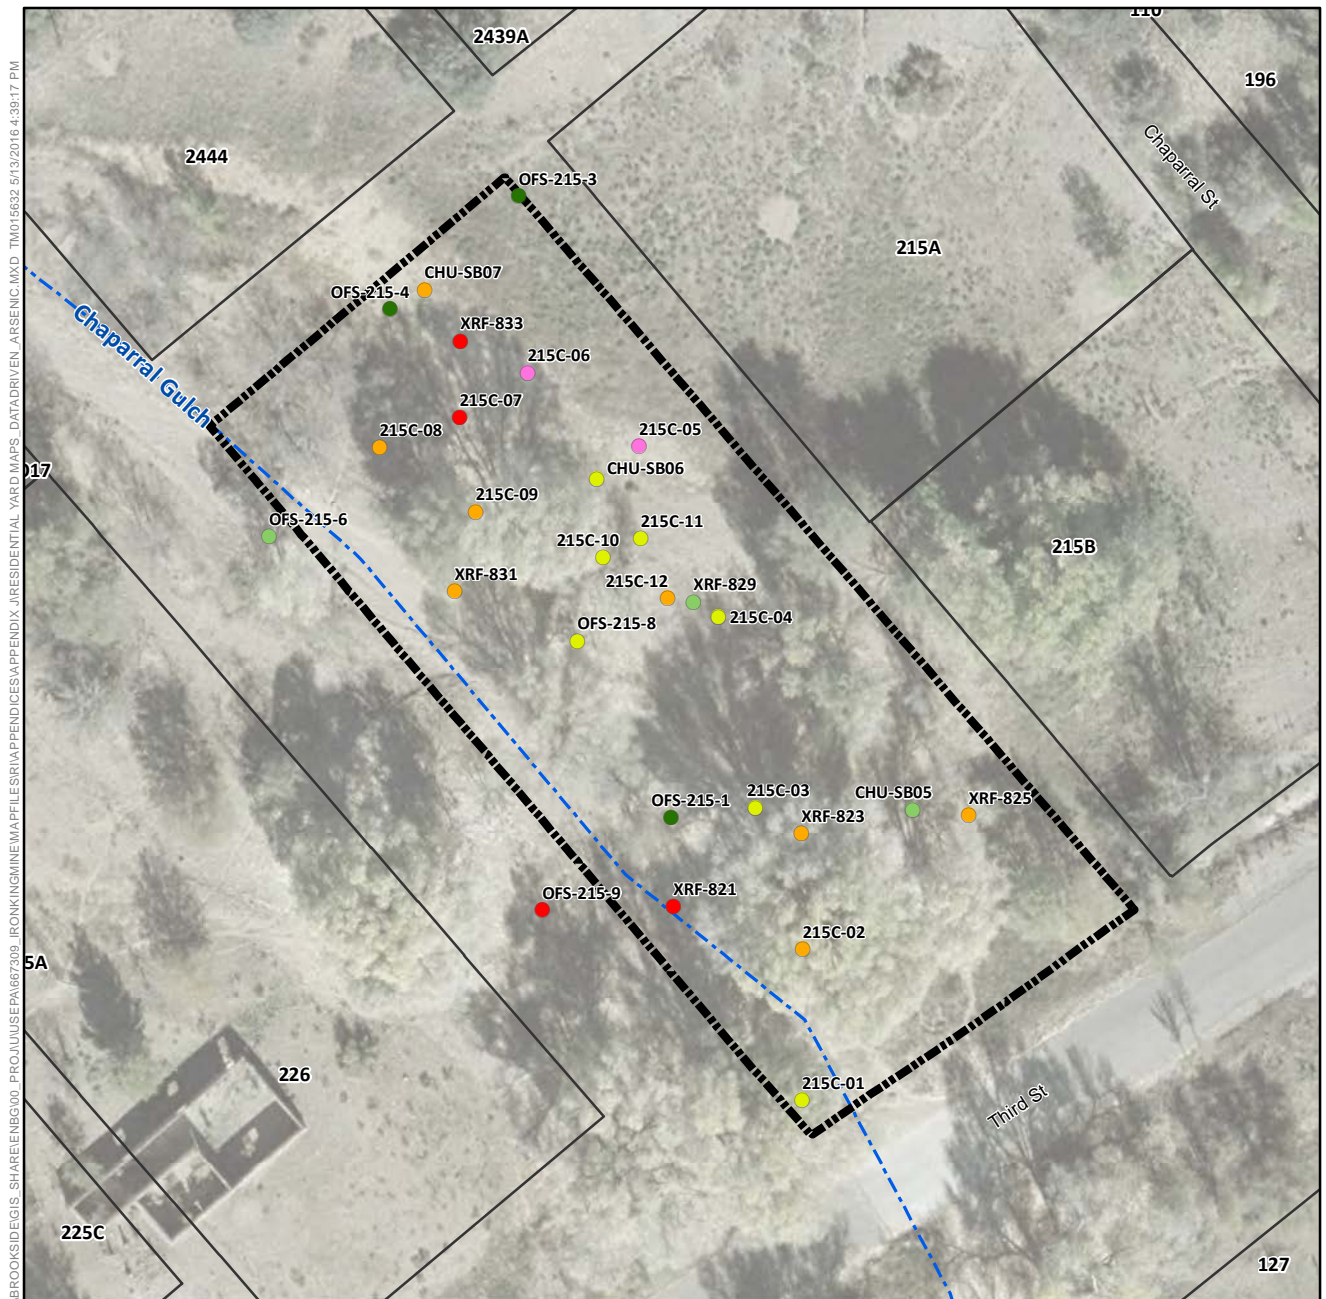 2439A
110
196
2444
Chaparral St
OFS-215-3
215A
CHU-SB07
OFS-215-4
Chaparral Gulch
XRF-833
215C-06
215C-07
215C-08
215C-05
017
CHU-SB06
215C-09
OFS-215-6
215C-11
215C-10
215B
XRF-831
215C-12
XRF-829
215C-04
OFS-215-8
215C-03
CHU-SB05
OFS-215-1
XRF-825
XRF-823
OFS-215-9
XRF-821
215C-02
5A
226
215C-01
Third St
225C
127
BROOKSIDE\GIS_SHARE\ENBG\00_PROJ\U\USEPA\667309_IRONKINGMINE\MAPFILES\RI\APPENDICES\APPENDIX J\RESIDENTIAL YARD MAPS_DATADRIVEN_ARSENIC.MXD TM015632 5/13/2016 4:39:17 PM